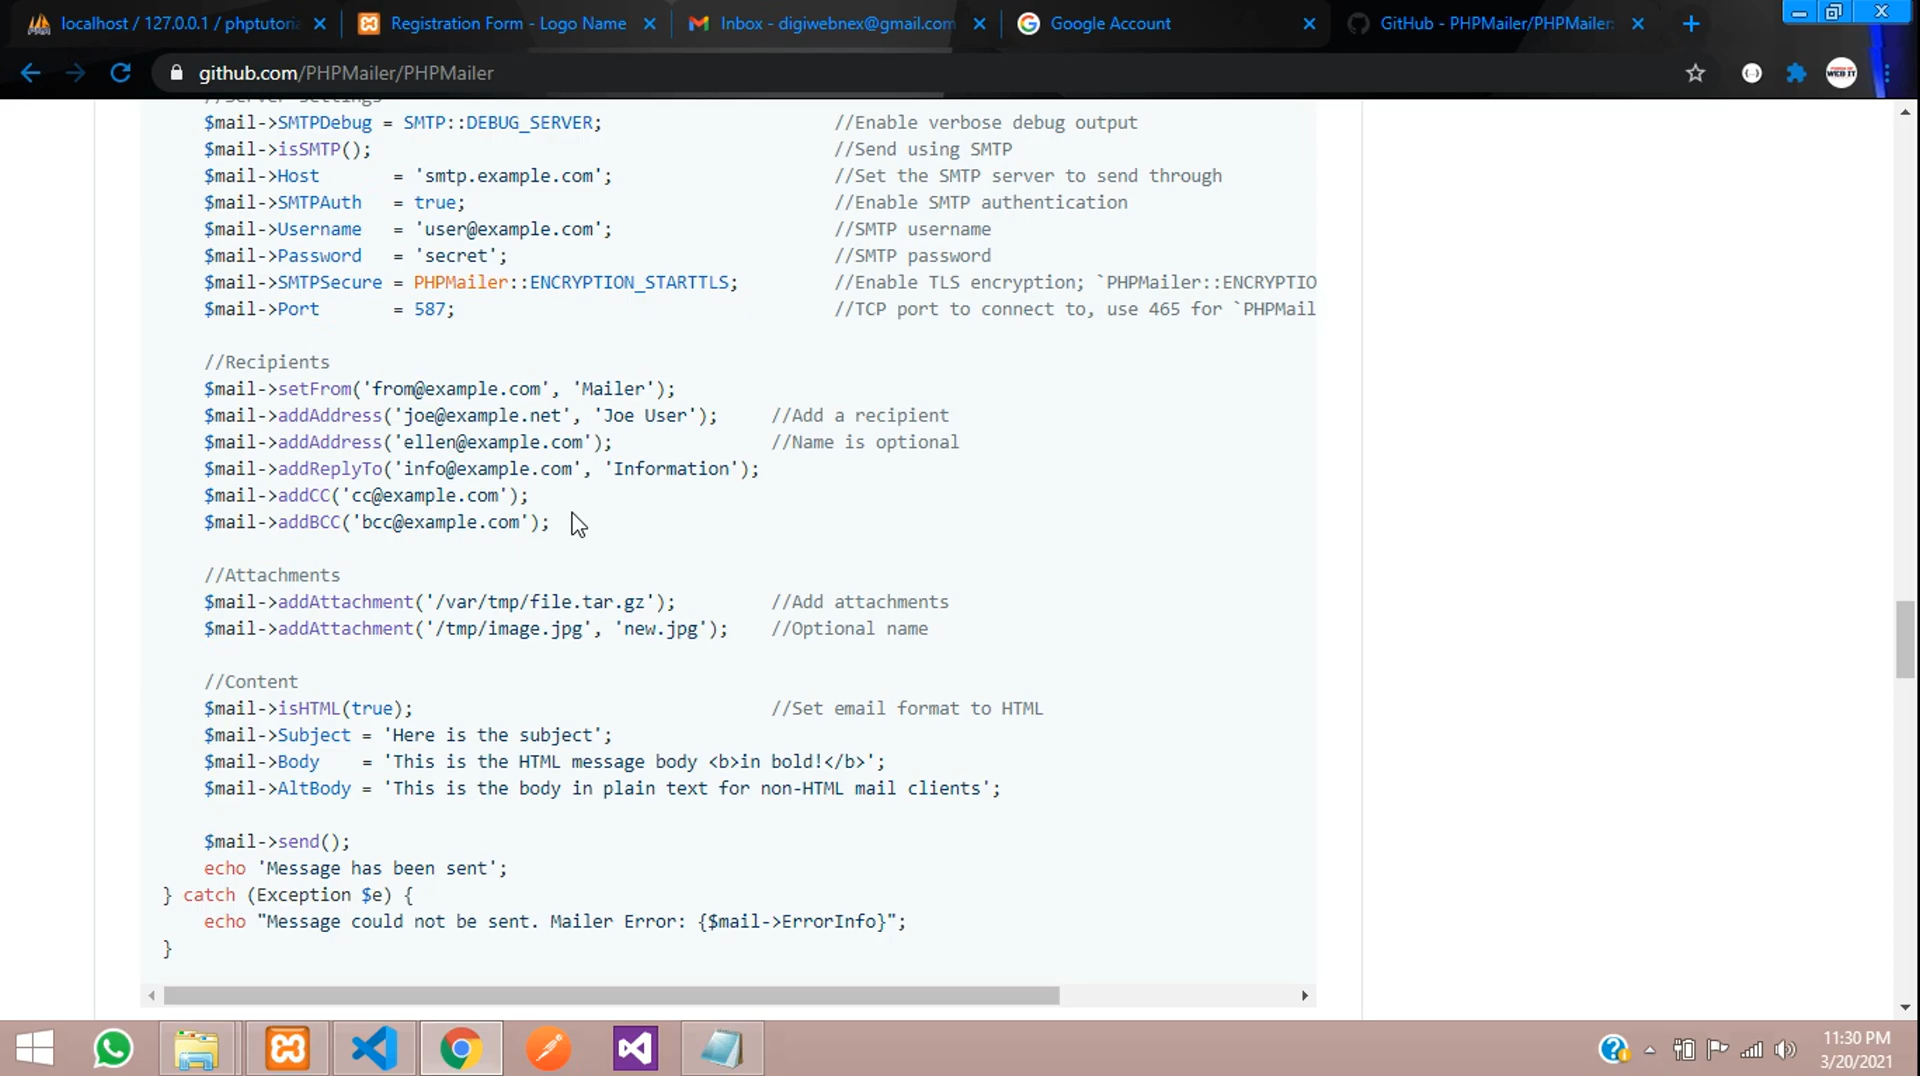 localhost / 127.0.0.1 / phptutoria
Registration Form - Logo Name
Inbox - digiwebnex@gmail.com
Google Account
GitHub - PHPMailer/PHPMailer:
github.com/PHPMailer/PHPMailer
//Server settings
$mail->SMTPDebug = SMTP::DEBUG_SERVER; //Enable verbose debug output
$mail->isSMTP(); //Send using SMTP
$mail->Host = 'smtp.example.com'; //Set the SMTP server to send through
$mail->SMTPAuth = true; //Enable SMTP authentication
$mail->Username = 'user@example.com'; //SMTP username
$mail->Password = 'secret'; //SMTP password
$mail->SMTPSecure = PHPMailer::ENCRYPTION_STARTTLS; //Enable TLS encryption; `PHPMailer::ENCRYPTIO
$mail->Port = 587; //TCP port to connect to, use 465 for `PHPMail
//Recipients
$mail->setFrom('from@example.com', 'Mailer');
$mail->addAddress('joe@example.net', 'Joe User'); //Add a recipient
$mail->addAddress('ellen@example.com'); //Name is optional
$mail->addReplyTo('info@example.com', 'Information');
$mail->addCC('cc@example.com');
$mail->addBCC('bcc@example.com');
//Attachments
$mail->addAttachment('/var/tmp/file.tar.gz'); //Add attachments
$mail->addAttachment('/tmp/image.jpg', 'new.jpg'); //Optional name
//Content
$mail->isHTML(true); //Set email format to HTML
$mail->Subject = 'Here is the subject';
$mail->Body = 'This is the HTML message body <b>in bold!</b>';
$mail->AltBody = 'This is the body in plain text for non-HTML mail clients';
$mail->send();
echo 'Message has been sent';
} catch (Exception $e) {
echo "Message could not be sent. Mailer Error: {$mail->ErrorInfo}";
}
11:30 PM
3/20/2021